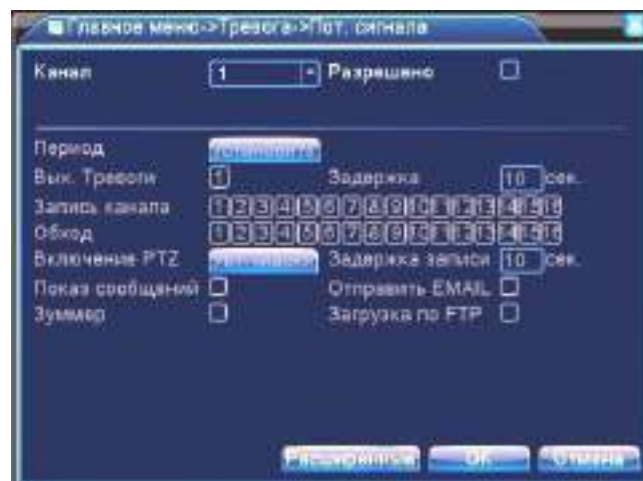 Главное меню->Тревога->Пот. сигнала
Канал 1 Разрешено
Период Установить
Вых. Тревоги 1 Задержка 10 сек.
Запись канала 1 2 3 4 5 6 7 8 9 10 11 12 13 14 15 16
Обход 1 2 3 4 5 6 7 8 9 10 11 12 13 14 15 16
Включение PTZ Задержка записи 10 сек.
Показ сообщений Отправить EMAIL
Зуммер Загрузка по FTP
Расширенные OK Отмена